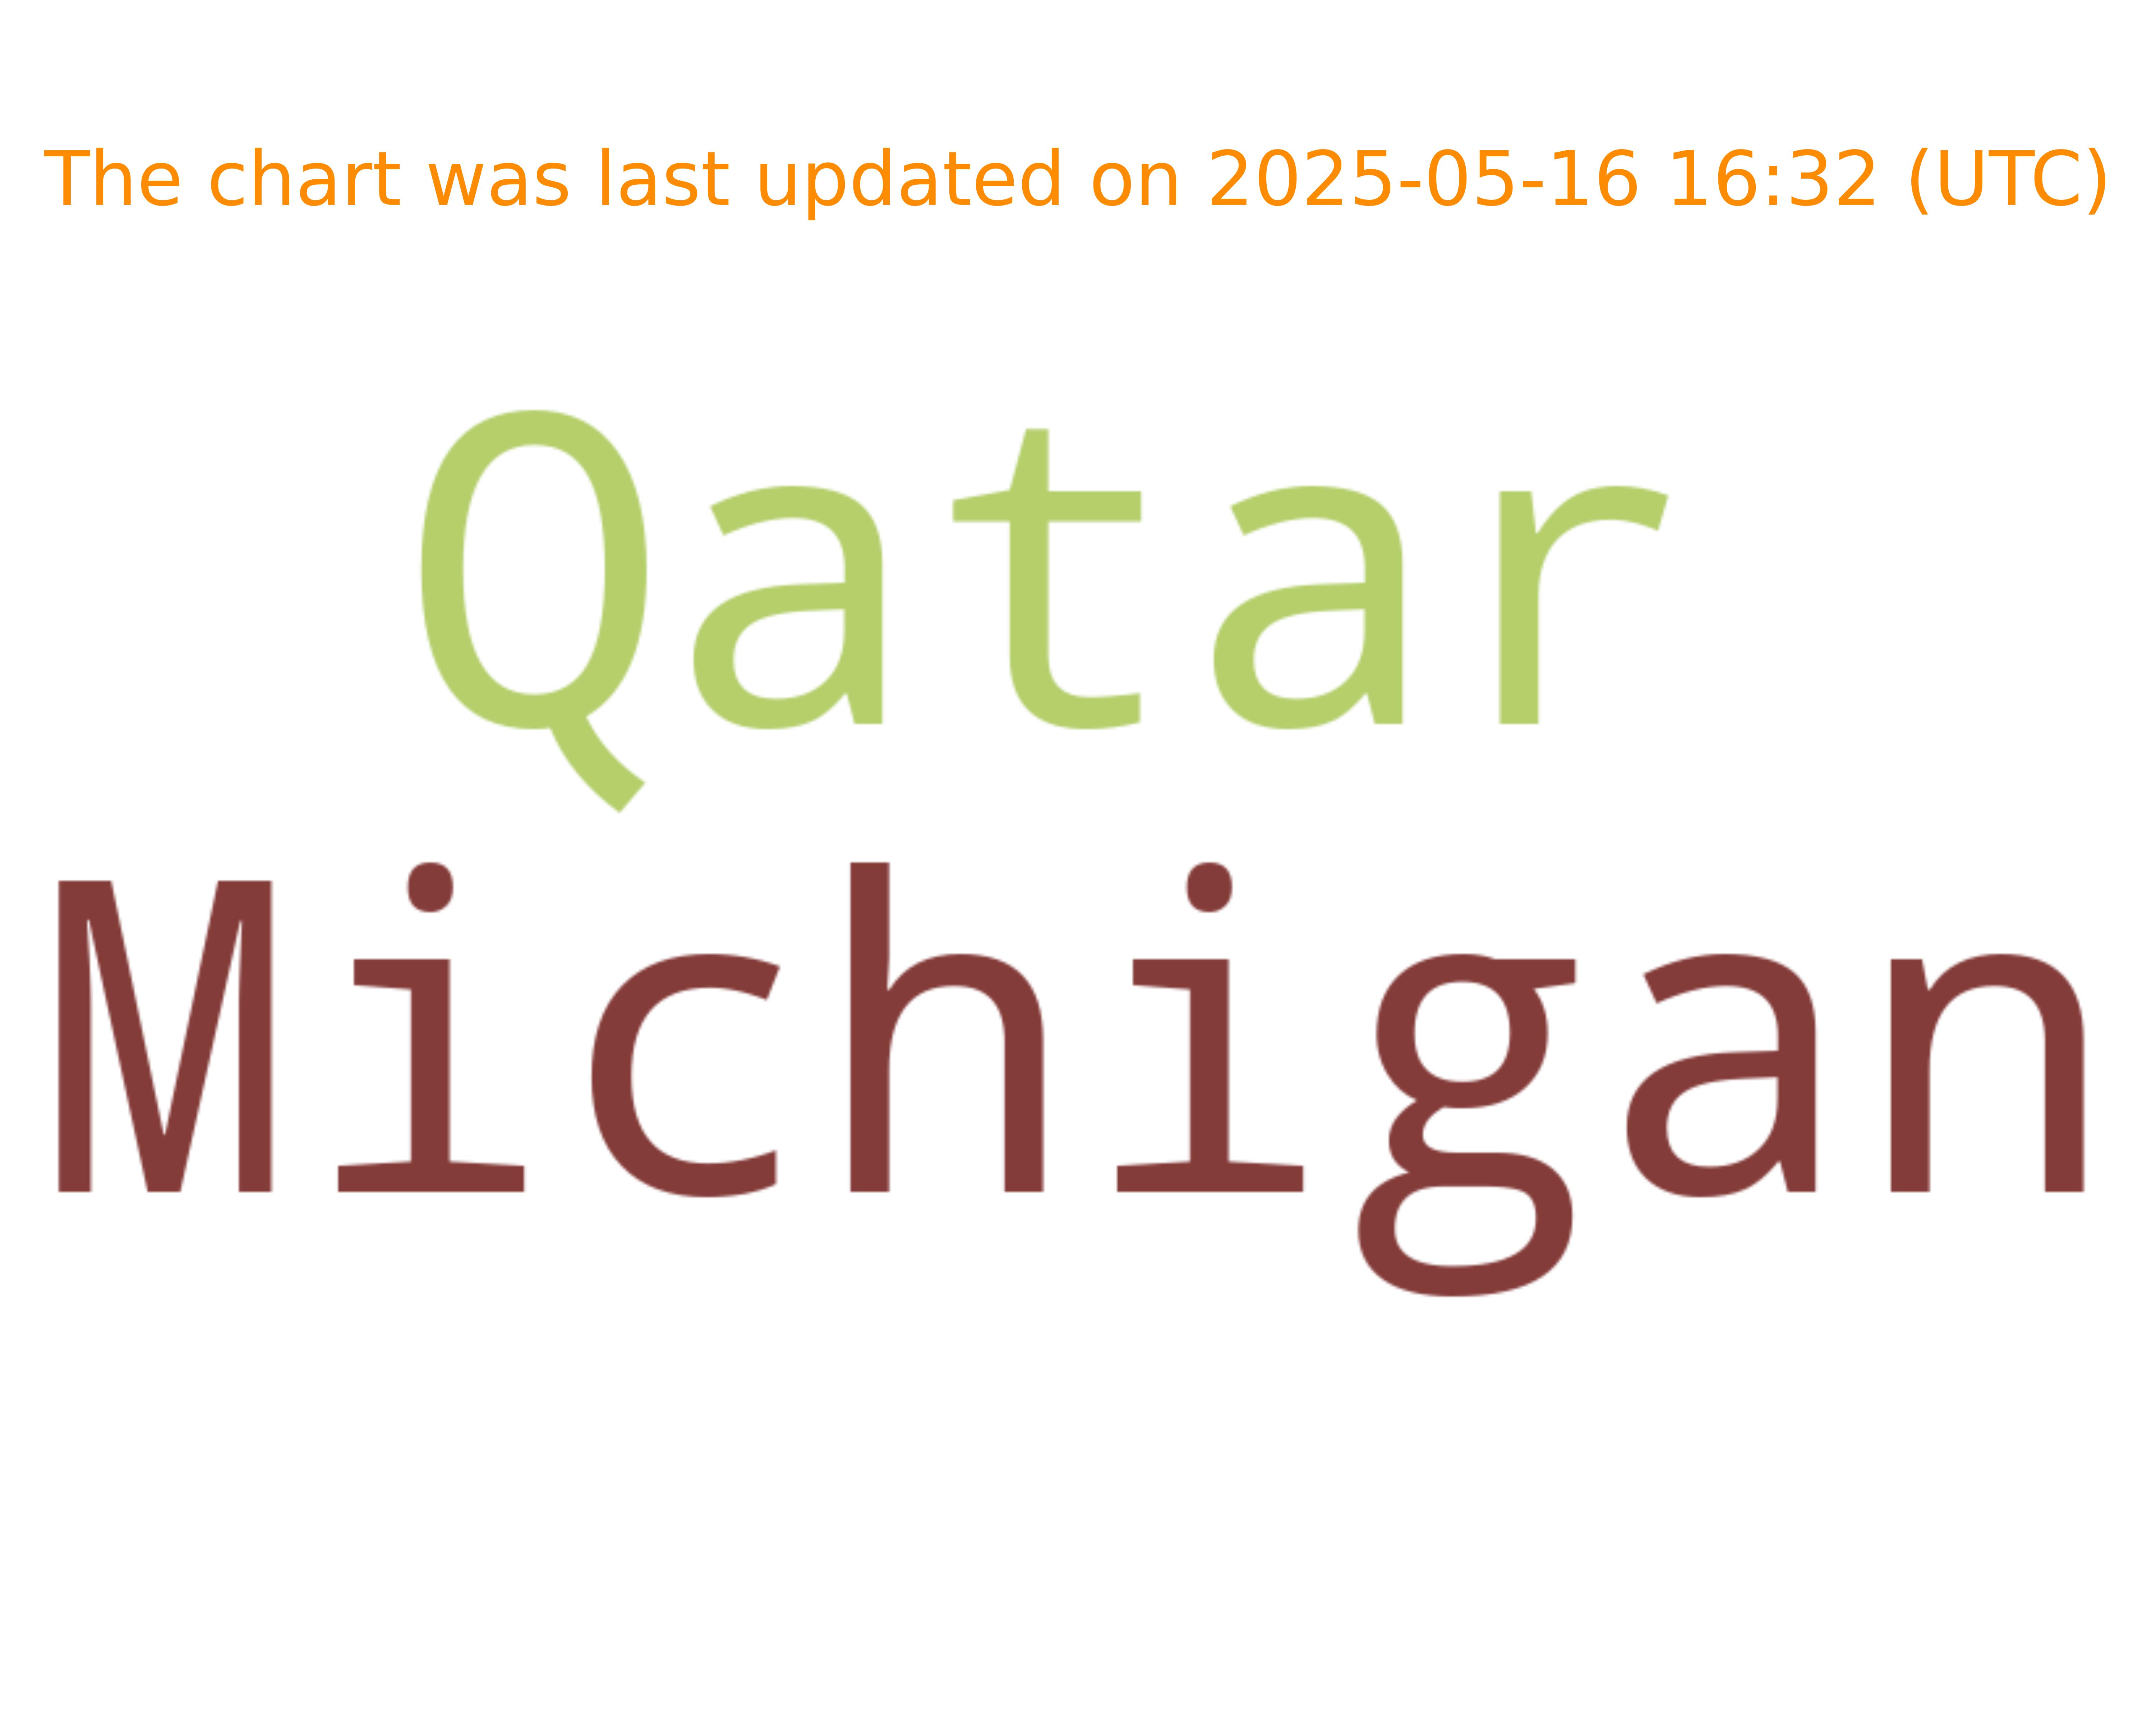 The chart was last updated on 2025-05-16 16:32 (UTC)
Qatar
Michigan